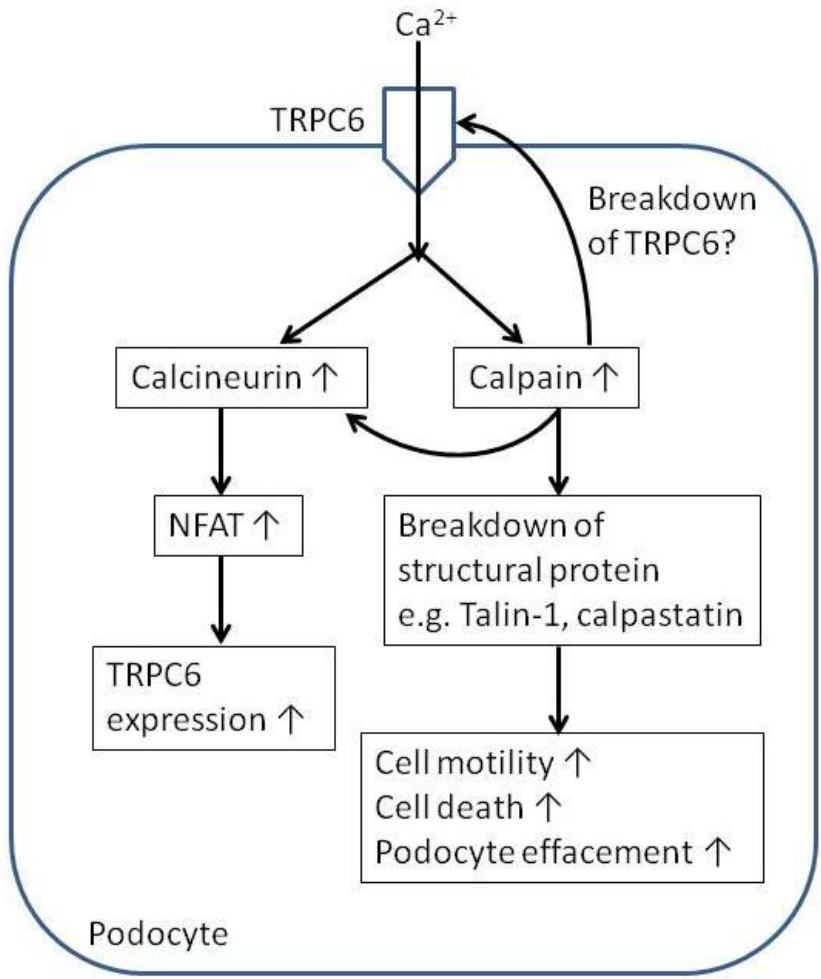 Ca²⁺
TRPC6
Breakdown
of TRPC6?
Calcineurin ↑
Calpain ↑
NFAT ↑
Breakdown of
structural protein
e.g. Talin-1, calpastatin
TRPC6
expression ↑
Cell motility ↑
Cell death ↑
Podocyte effacement ↑
Podocyte